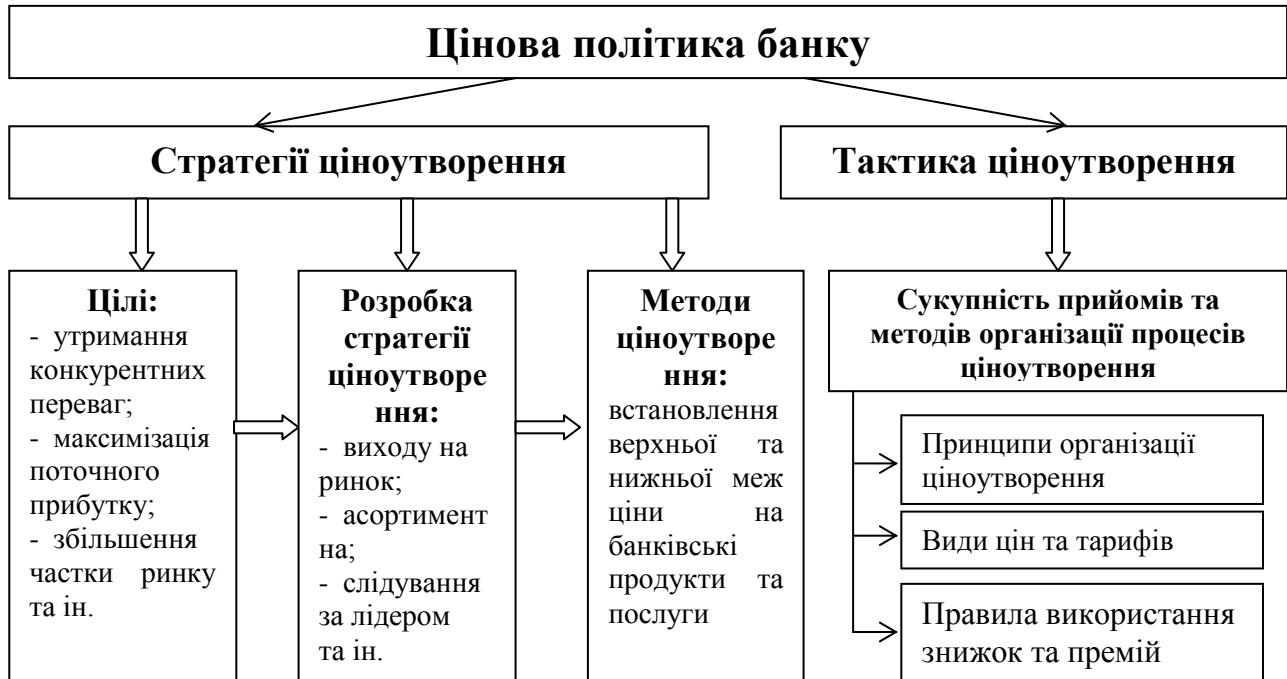 Цінова політика банку
Стратегії ціноутворення
Тактика ціноутворення
Цілі:
- утримання
конкурентних
переваг;
- максимізація
поточного
прибутку;
- збільшення
частки ринку
та ін.
Розробка
стратегії
ціноутворе
ння:
- виходу на
ринок;
- асортимент
на;
- слідування
за лідером
та ін.
Методи
ціноутворе
ння:
встановлення
верхньої та
нижньої меж
ціни на
банківські
продукти та
послуги
Сукупність прийомів та
методів організації процесів
ціноутворення
Принципи організації
ціноутворення
Види цін та тарифів
Правила використання
знижок та премій